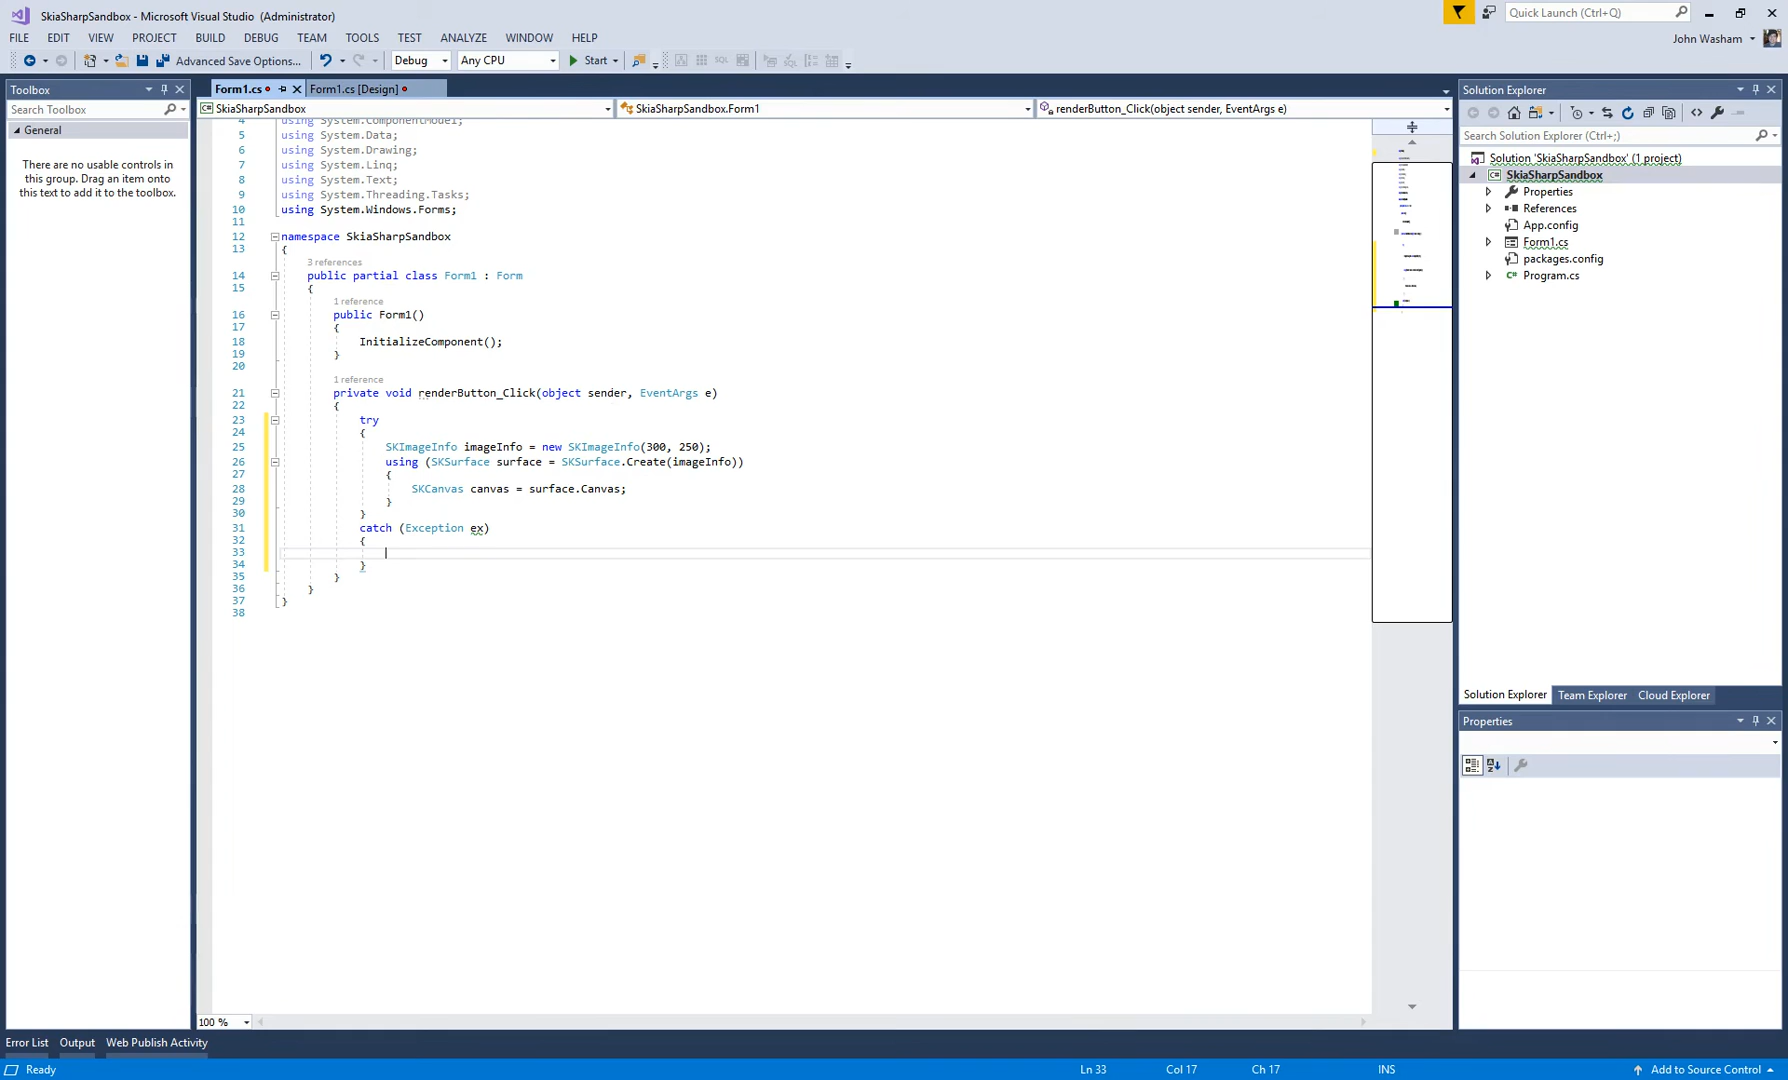 SkiaSharpSandbox - Microsoft Visual Studio (Administrator)
Quick Launch (Ctrl+Q)
FILE EDIT VIEW PROJECT BUILD DEBUG TEAM TOOLS TEST ANALYZE WINDOW HELP
John Washam
Advanced Save Options... Debug Any CPU Start
Toolbox
Search Toolbox
General
There are no usable controls in
this group. Drag an item onto
this text to add it to the toolbox.
Form1.cs Form1.cs [Design]
SkiaSharpSandbox SkiaSharpSandbox.Form1 renderButton_Click(object sender, EventArgs e)
4 using System.ComponentModel;
5 using System.Data;
6 using System.Drawing;
7 using System.Linq;
8 using System.Text;
9 using System.Threading.Tasks;
10 using System.Windows.Forms;
11
12 namespace SkiaSharpSandbox
13 {
3 references
14 public partial class Form1 : Form
15 {
1 reference
16 public Form1()
17 {
18 InitializeComponent();
19 }
20
1 reference
21 private void renderButton_Click(object sender, EventArgs e)
22 {
23 try
24 {
25 SKImageInfo imageInfo = new SKImageInfo(300, 250);
26 using (SKSurface surface = SKSurface.Create(imageInfo))
27 {
28 SKCanvas canvas = surface.Canvas;
29 }
30 }
31 catch (Exception ex)
32 {
33
34 }
35 }
36 }
37 }
38
100 %
Solution Explorer
Search Solution Explorer (Ctrl+;)
Solution 'SkiaSharpSandbox' (1 project)
SkiaSharpSandbox
Properties
References
App.config
Form1.cs
packages.config
Program.cs
Solution Explorer Team Explorer Cloud Explorer
Properties
Error List Output Web Publish Activity
Ready Ln 33 Col 17 Ch 17 INS Add to Source Control